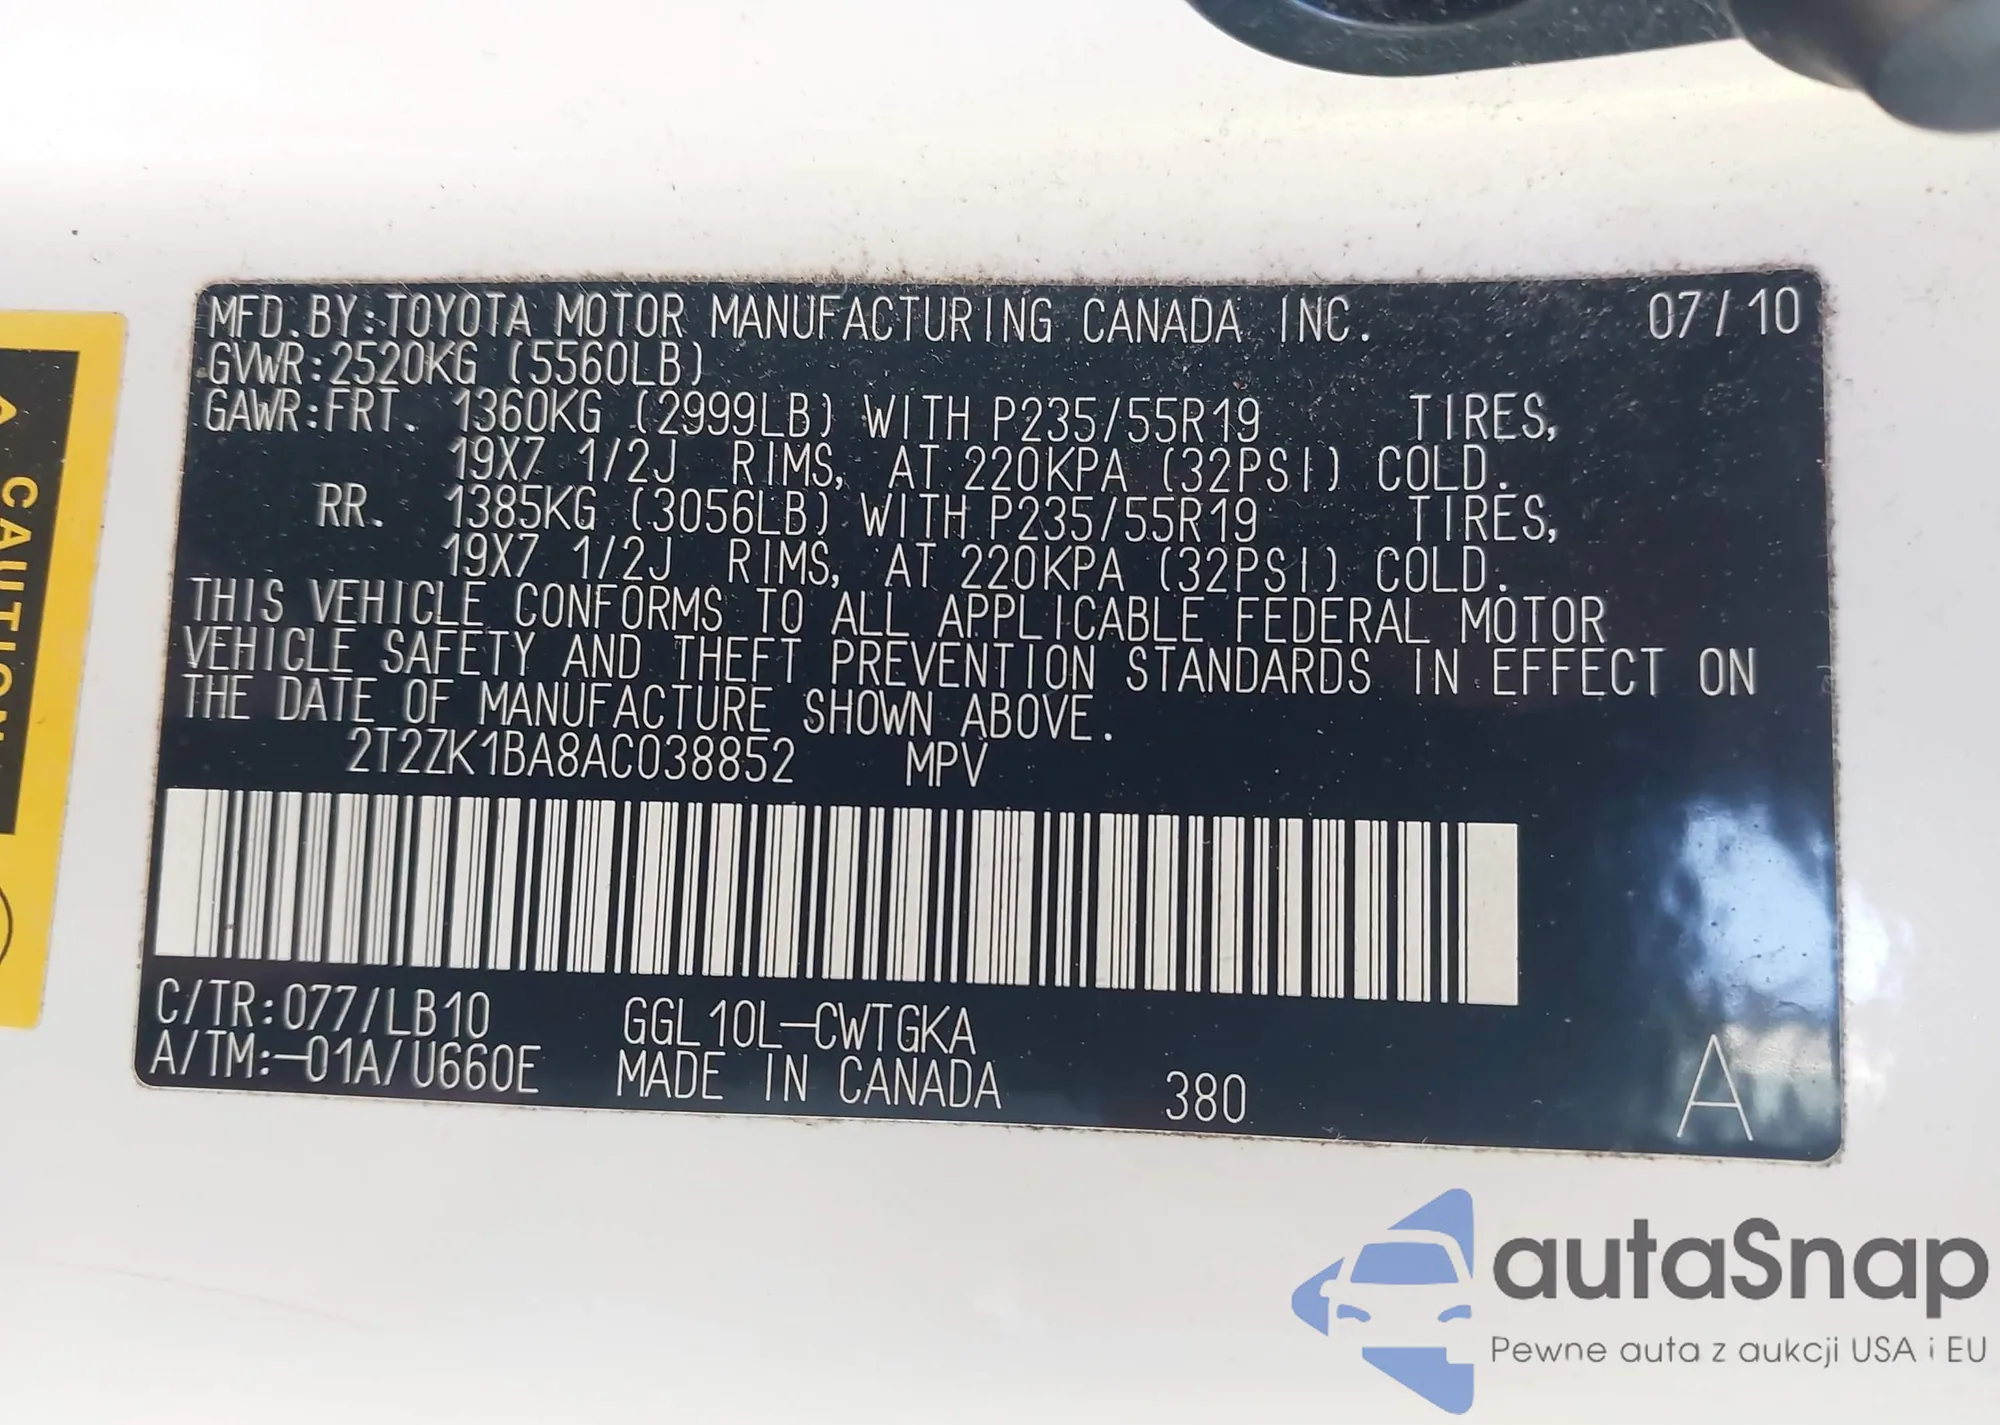 MFD.BY:TOYOTA MOTOR MANUFACTURING CANADA INC. 07/10
GVWR:2520KG (5560LB)
GAWR:FRT. 1360KG (2999LB) WITH P235/55R19 TIRES,
19X7 1/2J RIMS, AT 220KPA (32PSI) COLD.
RR. 1385KG (3056LB) WITH P235/55R19 TIRES,
19X7 1/2J RIMS, AT 220KPA (32PSI) COLD.
THIS VEHICLE CONFORMS TO ALL APPLICABLE FEDERAL MOTOR
VEHICLE SAFETY AND THEFT PREVENTION STANDARDS IN EFFECT ON
THE DATE OF MANUFACTURE SHOWN ABOVE.
2T2ZK1BA8AC038852 MPV
C/TR:077/LB10 GGL10L-CWTGKA
A/TM:-01A/U660E MADE IN CANADA 380 A
CAUTION
autaSnap
Pewne auta z aukcji USA i EU